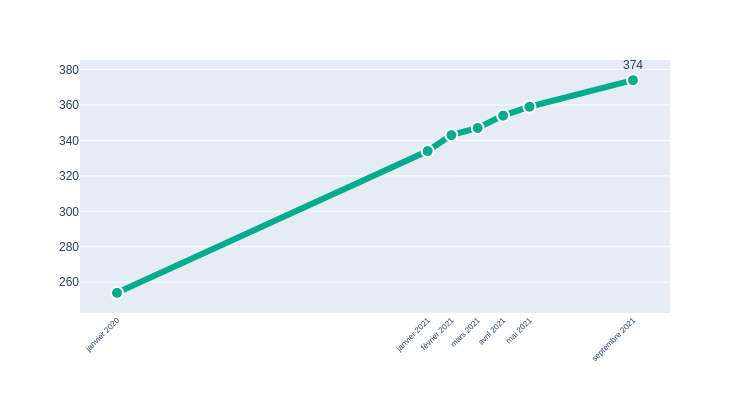 374
380
360
340
320
300
280
260
janvier 2020
janvier 2021
février 2021
mars 2021
avril 2021
mai 2021
septembre 2021